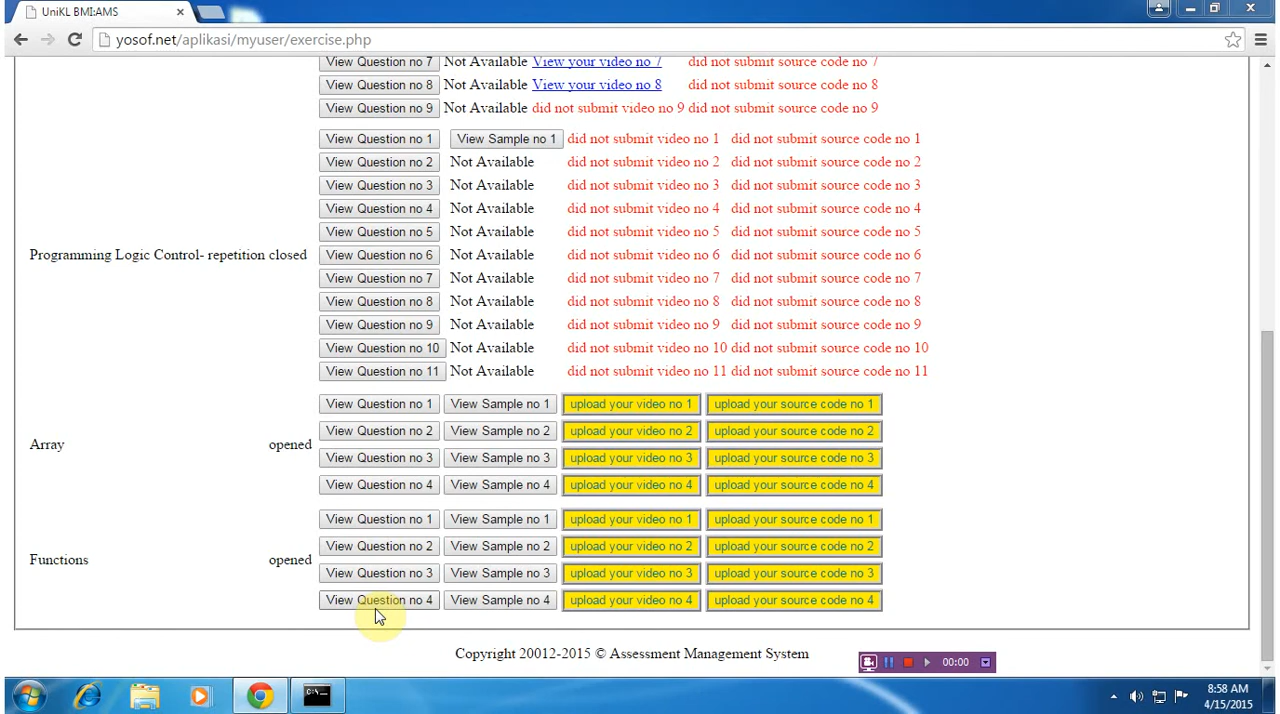 UniKL BMI:AMS
yosof.net/aplikasi/myuser/exercise.php
View Question no 7 Not Available View your video no 7 did not submit source code no 7
View Question no 8 Not Available View your video no 8 did not submit source code no 8
View Question no 9 Not Available did not submit video no 9 did not submit source code no 9
View Question no 1 View Sample no 1 did not submit video no 1 did not submit source code no 1
View Question no 2 Not Available did not submit video no 2 did not submit source code no 2
View Question no 3 Not Available did not submit video no 3 did not submit source code no 3
View Question no 4 Not Available did not submit video no 4 did not submit source code no 4
View Question no 5 Not Available did not submit video no 5 did not submit source code no 5
Programming Logic Control- repetition closed View Question no 6 Not Available did not submit video no 6 did not submit source code no 6
View Question no 7 Not Available did not submit video no 7 did not submit source code no 7
View Question no 8 Not Available did not submit video no 8 did not submit source code no 8
View Question no 9 Not Available did not submit video no 9 did not submit source code no 9
View Question no 10 Not Available did not submit video no 10 did not submit source code no 10
View Question no 11 Not Available did not submit video no 11 did not submit source code no 11
View Question no 1 View Sample no 1 upload your video no 1 upload your source code no 1
View Question no 2 View Sample no 2 upload your video no 2 upload your source code no 2
Array opened
View Question no 3 View Sample no 3 upload your video no 3 upload your source code no 3
View Question no 4 View Sample no 4 upload your video no 4 upload your source code no 4
View Question no 1 View Sample no 1 upload your video no 1 upload your source code no 1
View Question no 2 View Sample no 2 upload your video no 2 upload your source code no 2
Functions opened
View Question no 3 View Sample no 3 upload your video no 3 upload your source code no 3
View Question no 4 View Sample no 4 upload your video no 4 upload your source code no 4
Copyright 20012-2015 © Assessment Management System
00:00
C:\.
8:58 AM
4/15/2015